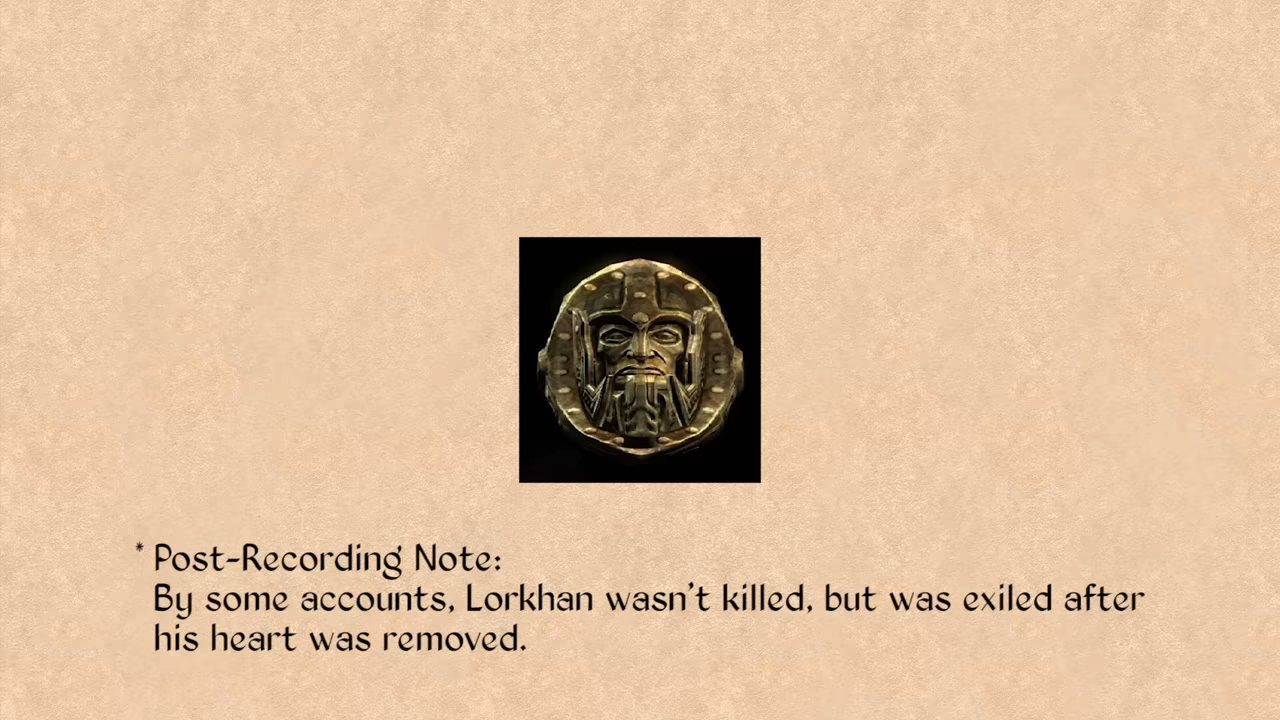 * Post-Recording Note:
By some accounts, Lorkhan wasn't killed, but was exiled after
his heart was removed.